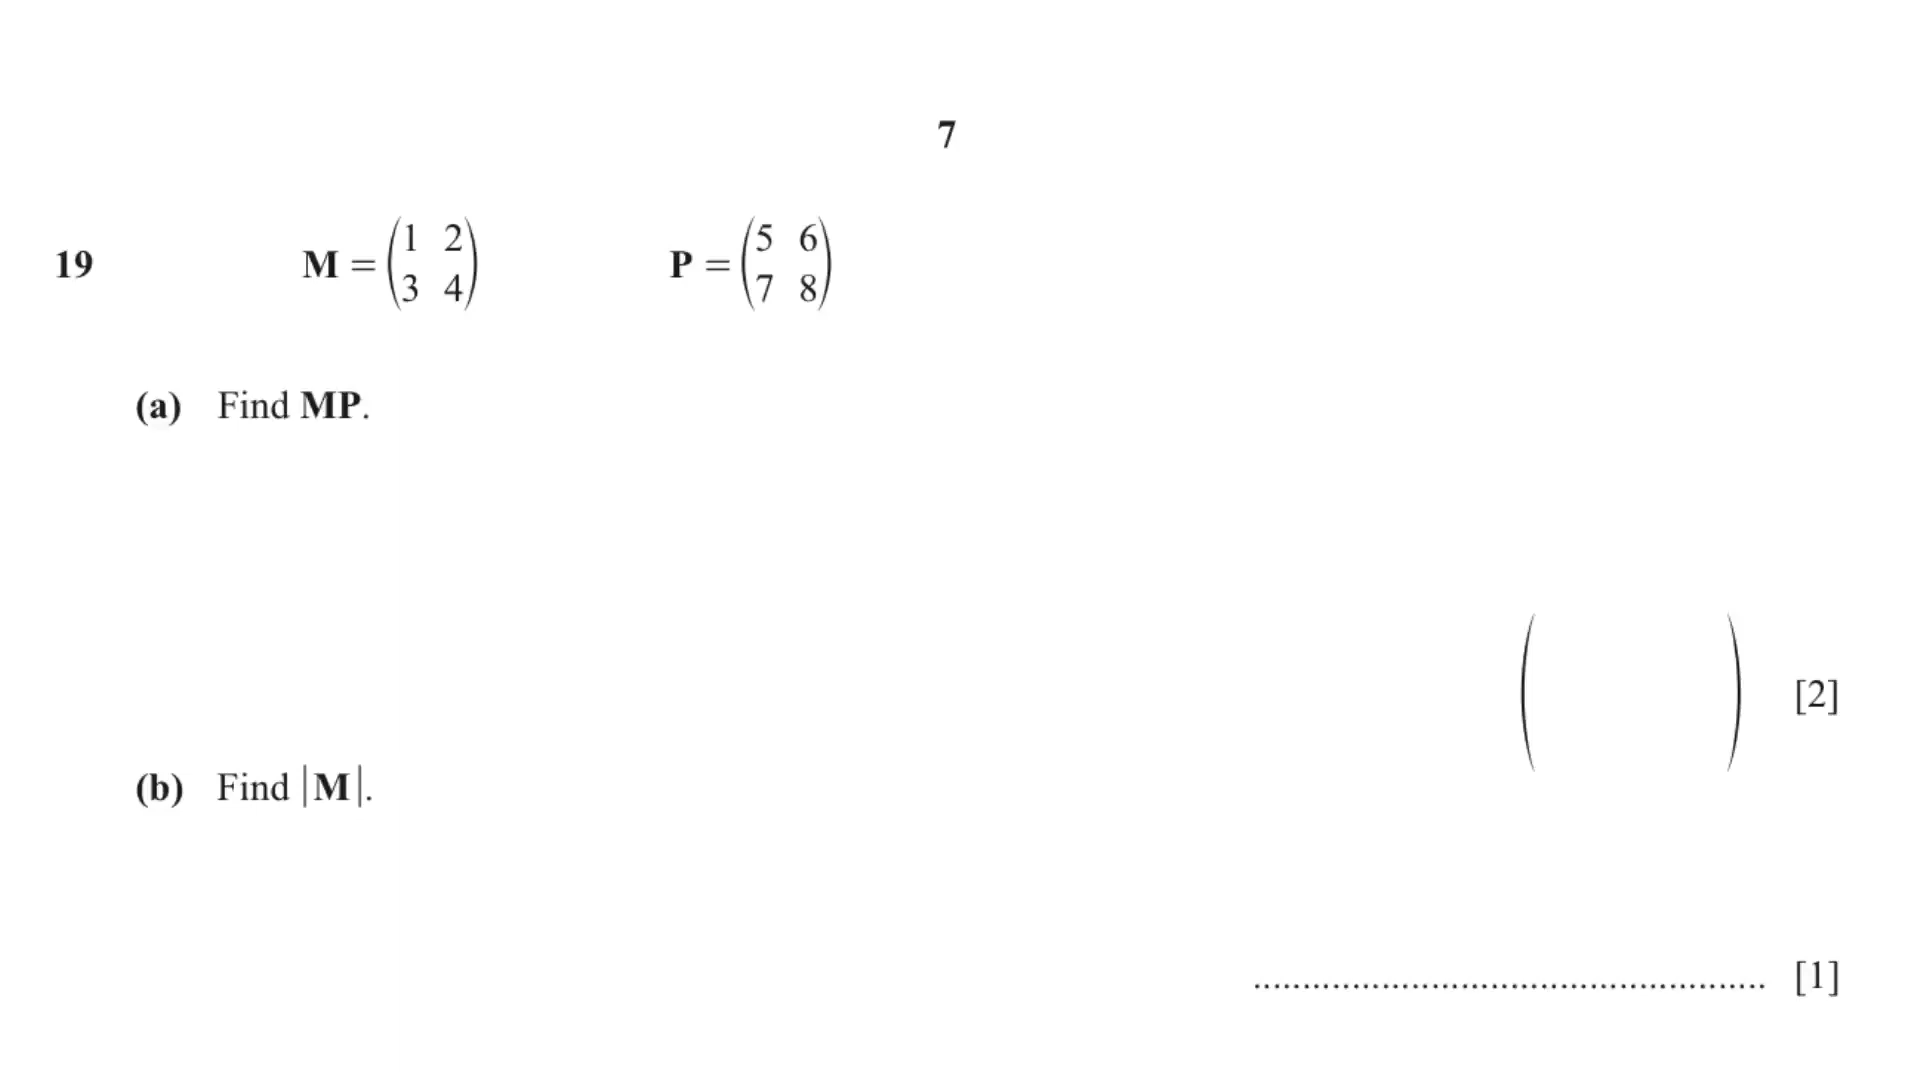 7
19 M = (1 2 3 4) P = (5 6 7 8)
(a) Find MP.
( ) [2]
(b) Find |M|.
.................................................... [1]